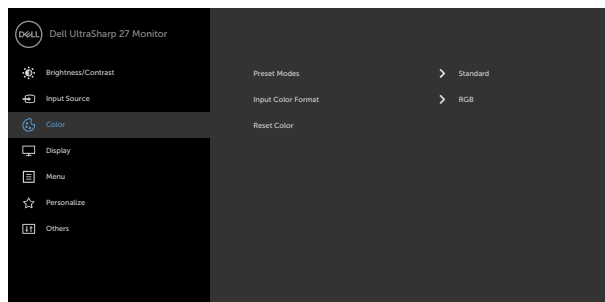 DELL Dell UltraSharp 27 Monitor
Brightness/Contrast
Preset Modes Standard
Input Source
Input Color Format RGB
Color
Reset Color
Display
Menu
Personalize
Others